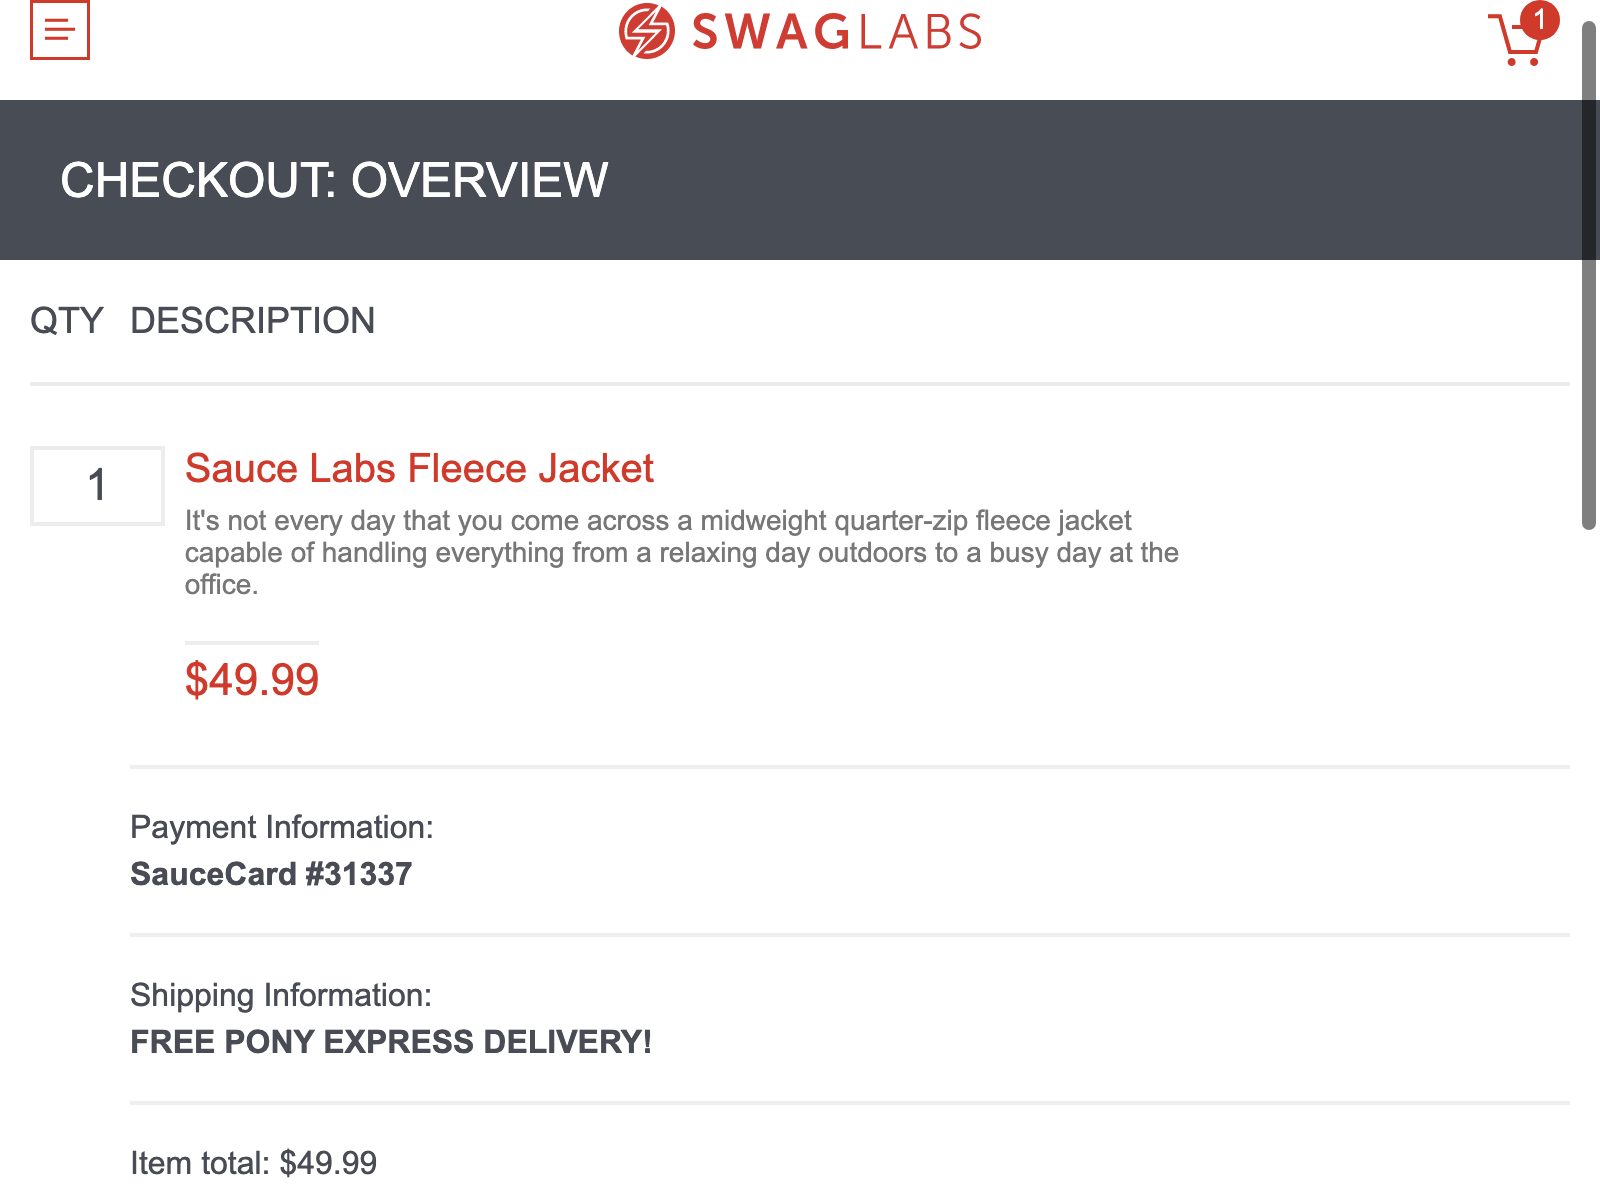 SWAGLABS
1
CHECKOUT: OVERVIEW
QTY DESCRIPTION
1
Sauce Labs Fleece Jacket
It's not every day that you come across a midweight quarter-zip fleece jacket
capable of handling everything from a relaxing day outdoors to a busy day at the
office.
$49.99
Payment Information:
SauceCard #31337
Shipping Information:
FREE PONY EXPRESS DELIVERY!
Item total: $49.99